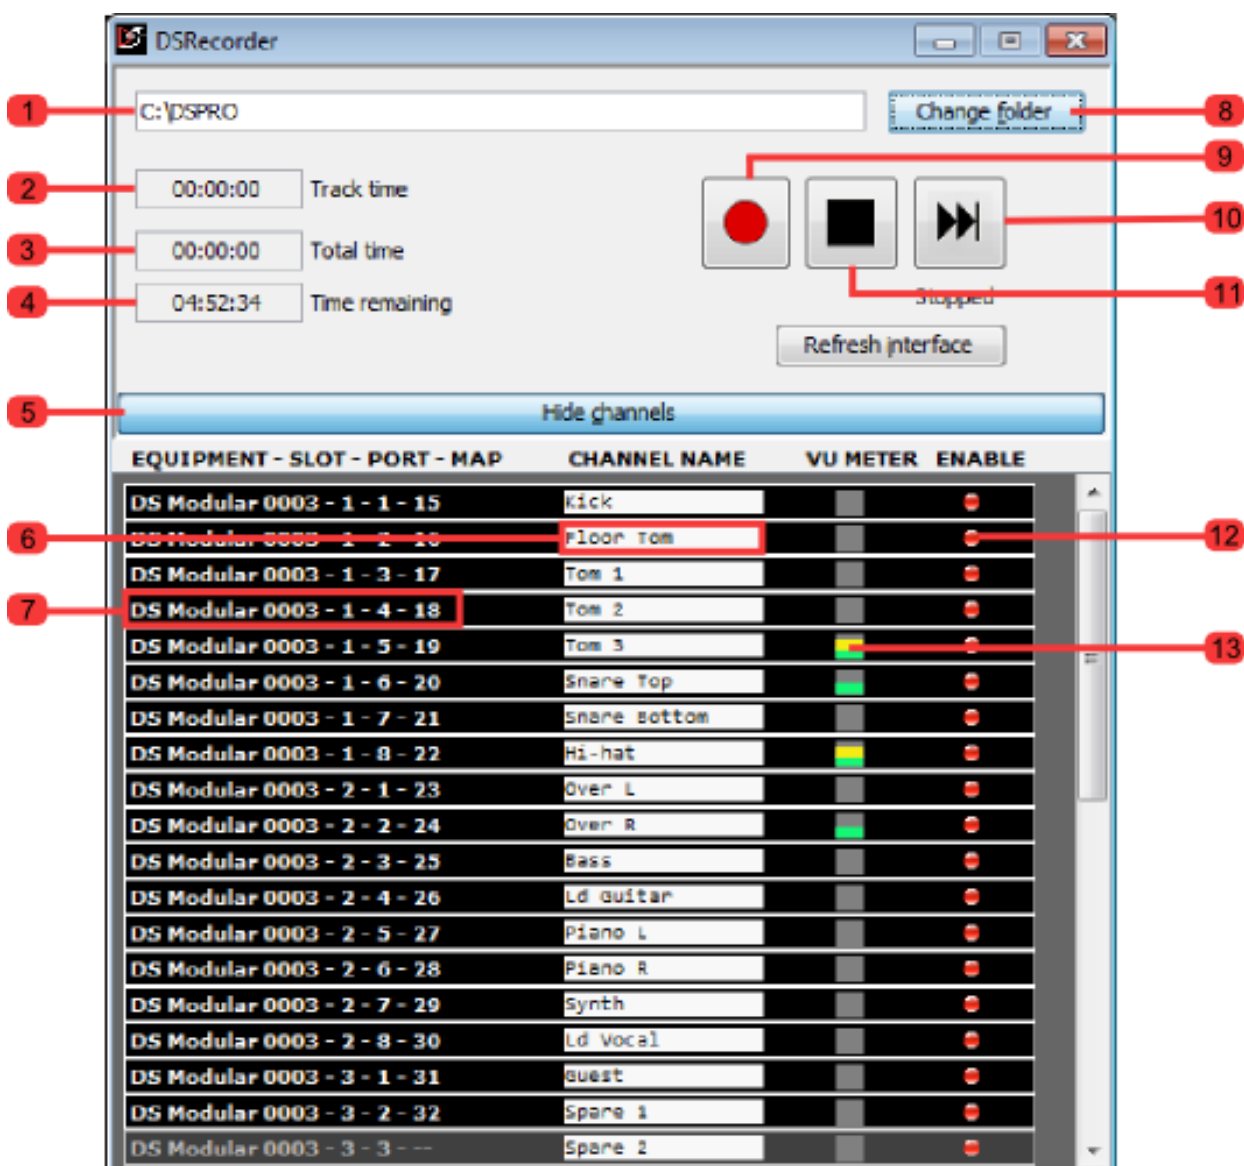 DSRecorder
1 C:\DSPRO Change folder 8
9
2 00:00:00 Track time
10
3 00:00:00 Total time
4 04:52:34 Time remaining Stopped 11
Refresh interface
5 Hide channels
EQUIPMENT - SLOT - PORT - MAP CHANNEL NAME VU METER ENABLE
DS Modular 0003 - 1 - 1 - 15 Kick
6 DS Modular 0003 - 1 - 2 - 16 Floor Tom 12
DS Modular 0003 - 1 - 3 - 17 Tom 1
7 DS Modular 0003 - 1 - 4 - 18 Tom 2
DS Modular 0003 - 1 - 5 - 19 Tom 3 13
DS Modular 0003 - 1 - 6 - 20 Snare Top
DS Modular 0003 - 1 - 7 - 21 Snare Bottom
DS Modular 0003 - 1 - 8 - 22 Hi-hat
DS Modular 0003 - 2 - 1 - 23 Over L
DS Modular 0003 - 2 - 2 - 24 Over R
DS Modular 0003 - 2 - 3 - 25 Bass
DS Modular 0003 - 2 - 4 - 26 Ld Guitar
DS Modular 0003 - 2 - 5 - 27 Piano L
DS Modular 0003 - 2 - 6 - 28 Piano R
DS Modular 0003 - 2 - 7 - 29 Synth
DS Modular 0003 - 2 - 8 - 30 Ld Vocal
DS Modular 0003 - 3 - 1 - 31 Guest
DS Modular 0003 - 3 - 2 - 32 Spare 1
DS Modular 0003 - 3 - 3 - -- Spare 2